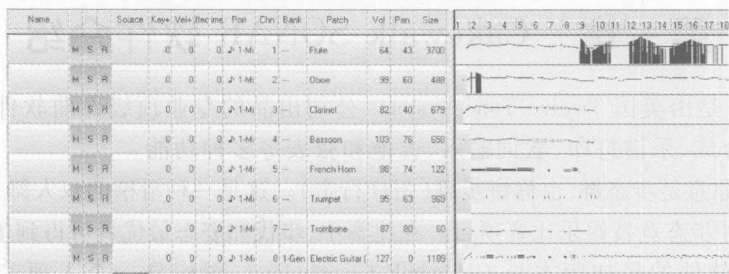 Name Source Key+ Vel+ Port Chn Bank Patch Vol Pan Size 1 2 3 4 5 6 7 8 9 10 11 12 13 14 15 16 17 18
M S R 0 0 0 1-Mi 1 --- Flute 64 43 3700
M S R 0 0 0 1-Mi 2 --- Oboe 99 60 488
M S R 0 0 0 1-Mi 3 --- Clarinet 82 40 679
M S R 0 0 0 1-Mi 4 --- Bassoon 103 76 658
M S R 0 0 0 1-Mi 5 --- French Horn 98 74 122
M S R 0 0 0 1-Mi 6 --- Trumpet 95 63 969
M S R 0 0 0 1-Mi 7 --- Trombone 87 80 60
M S R 0 0 0 1-Mi 8 1-Gen Electric Guitar ( 127 0 1189